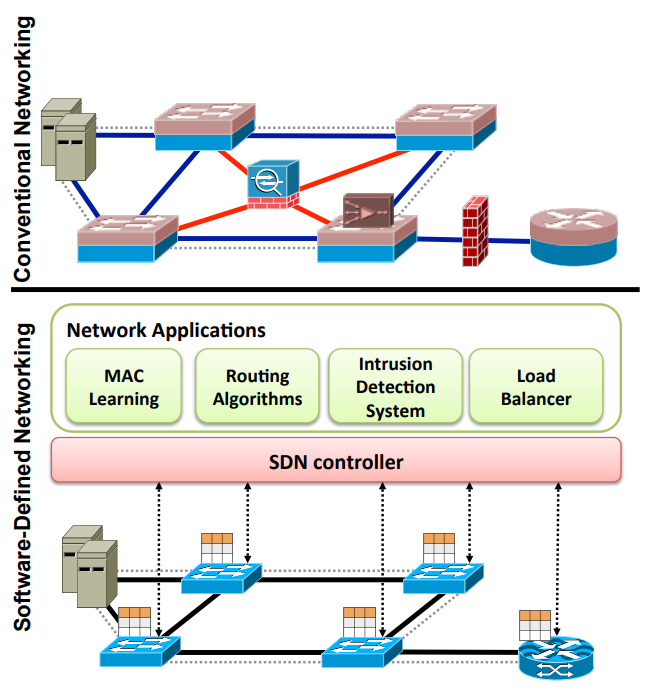 Conventional Networking
Software-Defined Networking
Network Applications
MAC
Learning
Routing
Algorithms
Intrusion
Detection
System
Load
Balancer
SDN controller